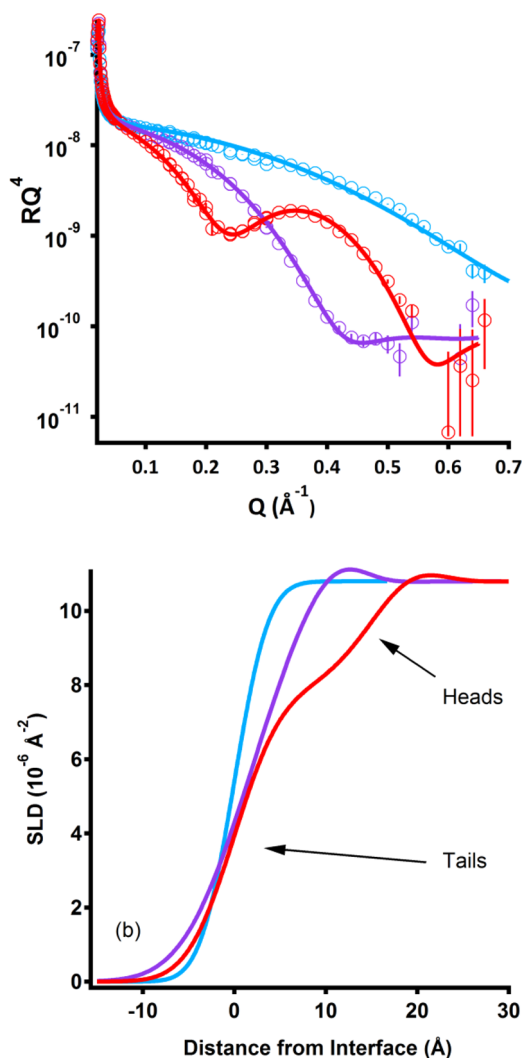 10⁻⁷
10⁻⁸
10⁻⁹
10⁻¹⁰
10⁻¹¹
RQ⁴
0.1 0.2 0.3 0.4 0.5 0.6 0.7
Q (Å⁻¹)
10
8
6
4
2
0
SLD (10⁻⁶ Å⁻²)
Heads
Tails
(b)
-10 0 10 20 30
Distance from Interface (Å)